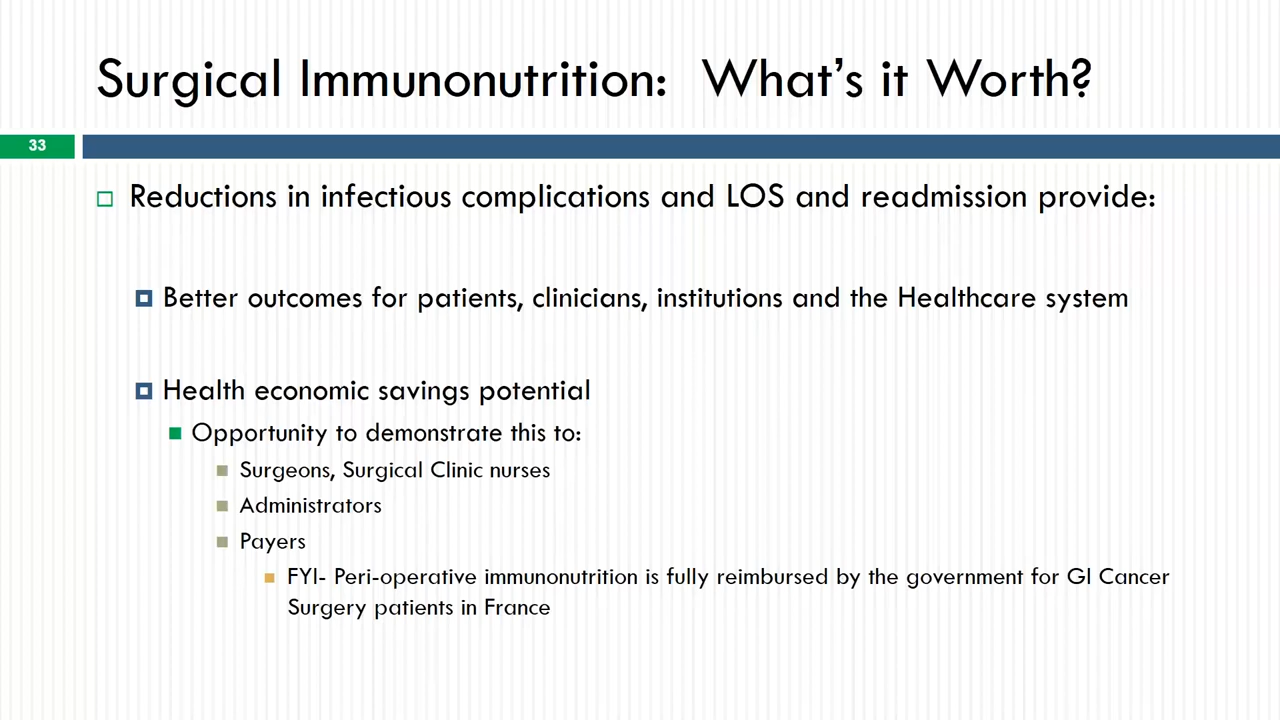 Surgical Immunonutrition: What's it Worth?
33
Reductions in infectious complications and LOS and readmission provide:
Better outcomes for patients, clinicians, institutions and the Healthcare system
Health economic savings potential
Opportunity to demonstrate this to:
Surgeons, Surgical Clinic nurses
Administrators
Payers
FYI- Peri-operative immunonutrition is fully reimbursed by the government for GI Cancer
Surgery patients in France